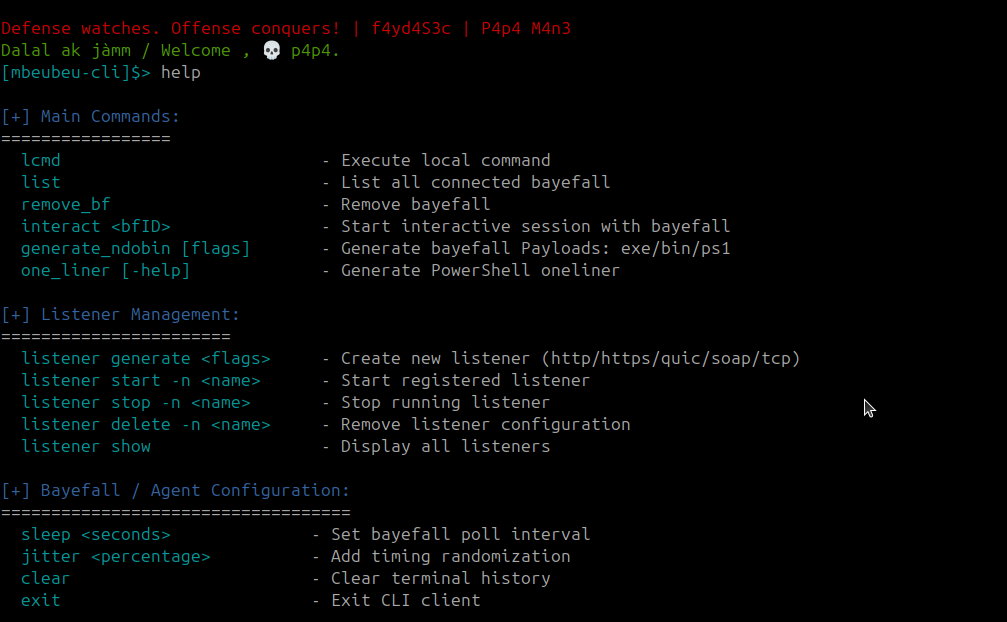 Defense watches. Offense conquers! | f4yd4S3c | P4p4 M4n3
Dalal ak jàmm / Welcome , 💀 p4p4.
[mbeubeu-cli]$> help
[+] Main Commands:
=================
lcmd - Execute local command
list - List all connected bayefall
remove_bf - Remove bayefall
interact <bfID> - Start interactive session with bayefall
generate_ndobin [flags] - Generate bayefall Payloads: exe/bin/ps1
one_liner [-help] - Generate PowerShell oneliner
[+] Listener Management:
=======================
listener generate <flags> - Create new listener (http/https/quic/soap/tcp)
listener start -n <name> - Start registered listener
listener stop -n <name> - Stop running listener
listener delete -n <name> - Remove listener configuration
listener show - Display all listeners
[+] Bayefall / Agent Configuration:
===================================
sleep <seconds> - Set bayefall poll interval
jitter <percentage> - Add timing randomization
clear - Clear terminal history
exit - Exit CLI client